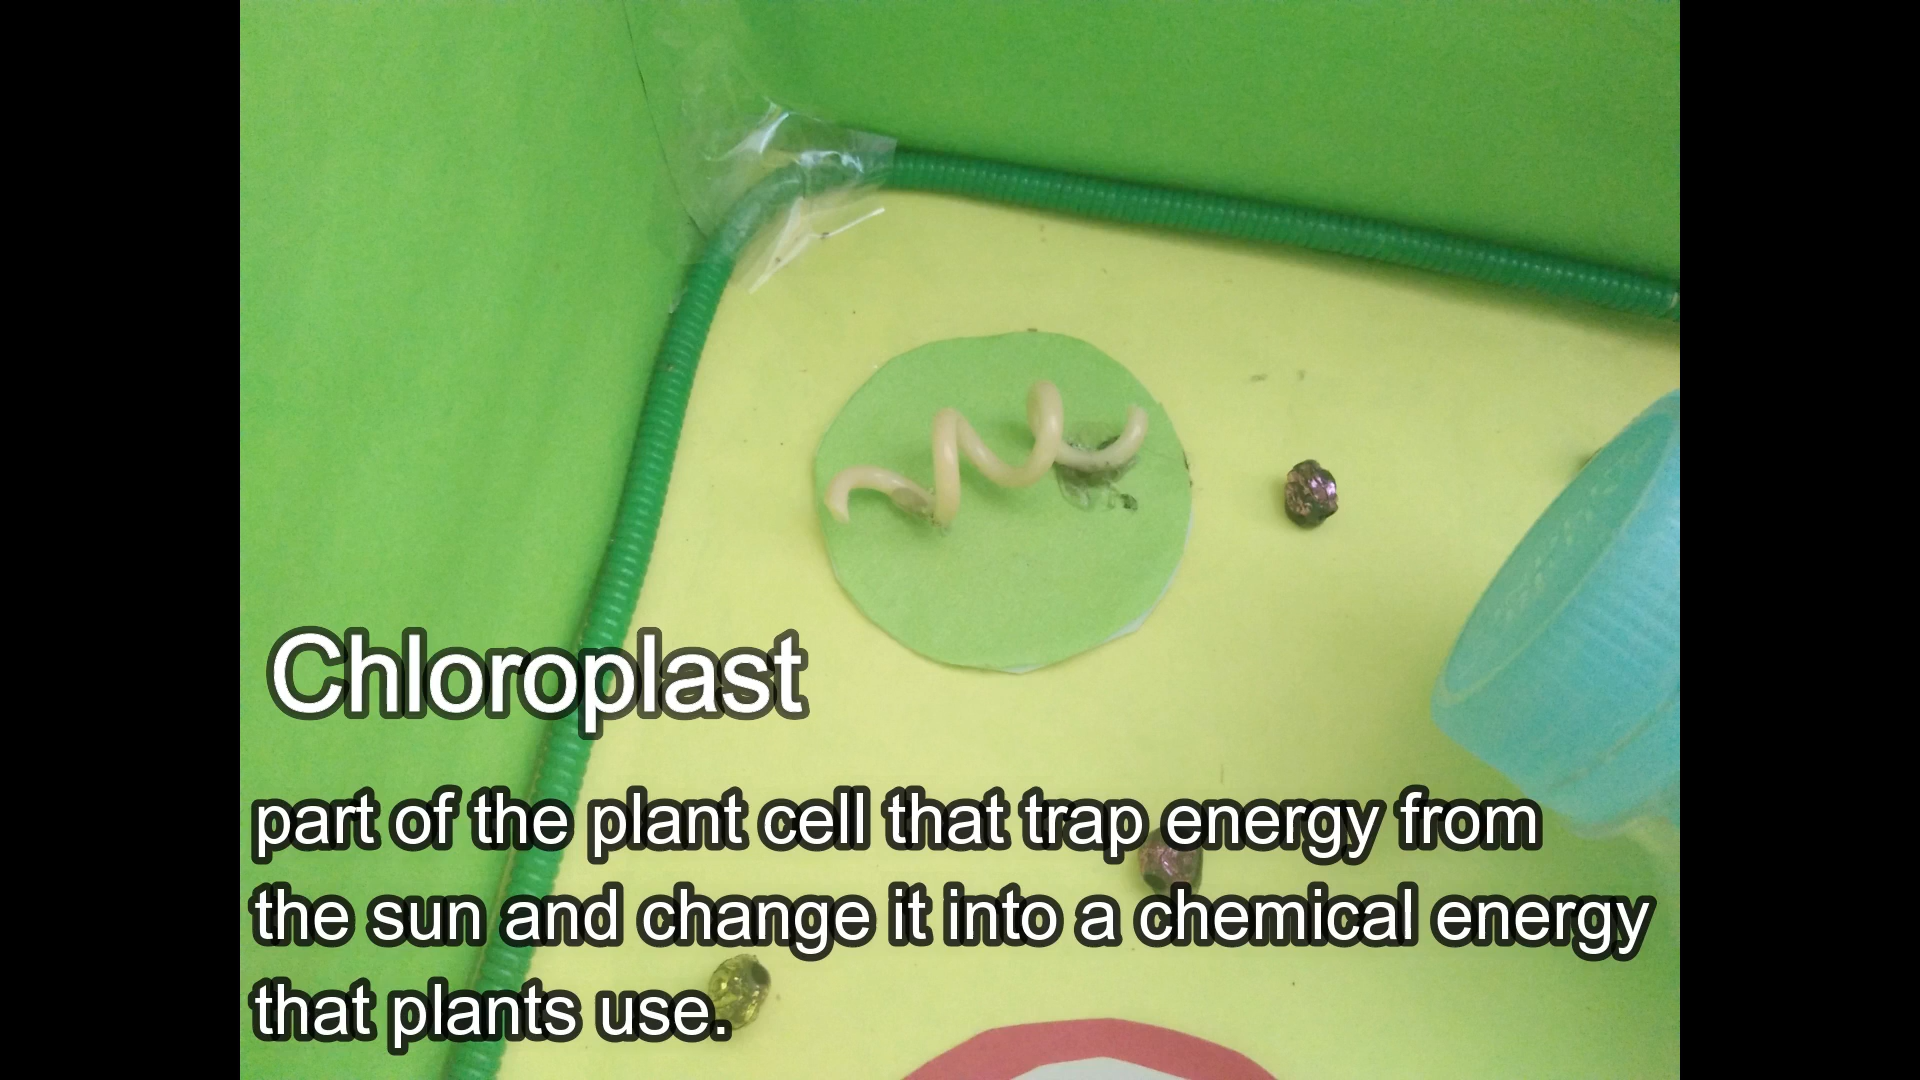 Chloroplast
part of the plant cell that trap energy from
the sun and change it into a chemical energy
that plants use.